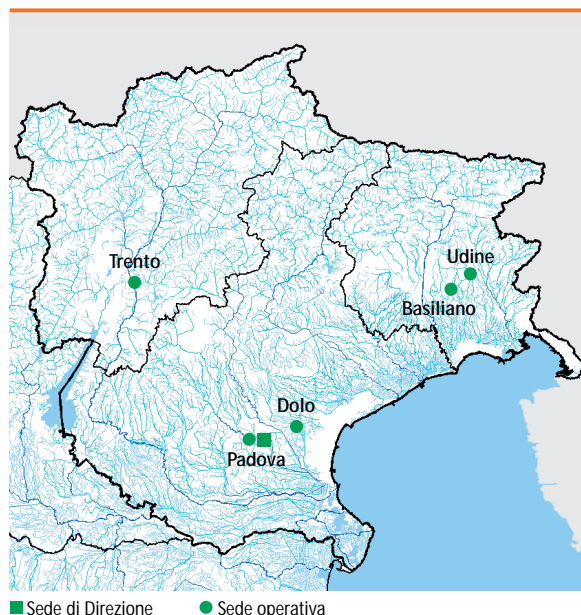 Trento
Udine
Basiliano
Dolo
Padova
Sede di Direzione
Sede operativa